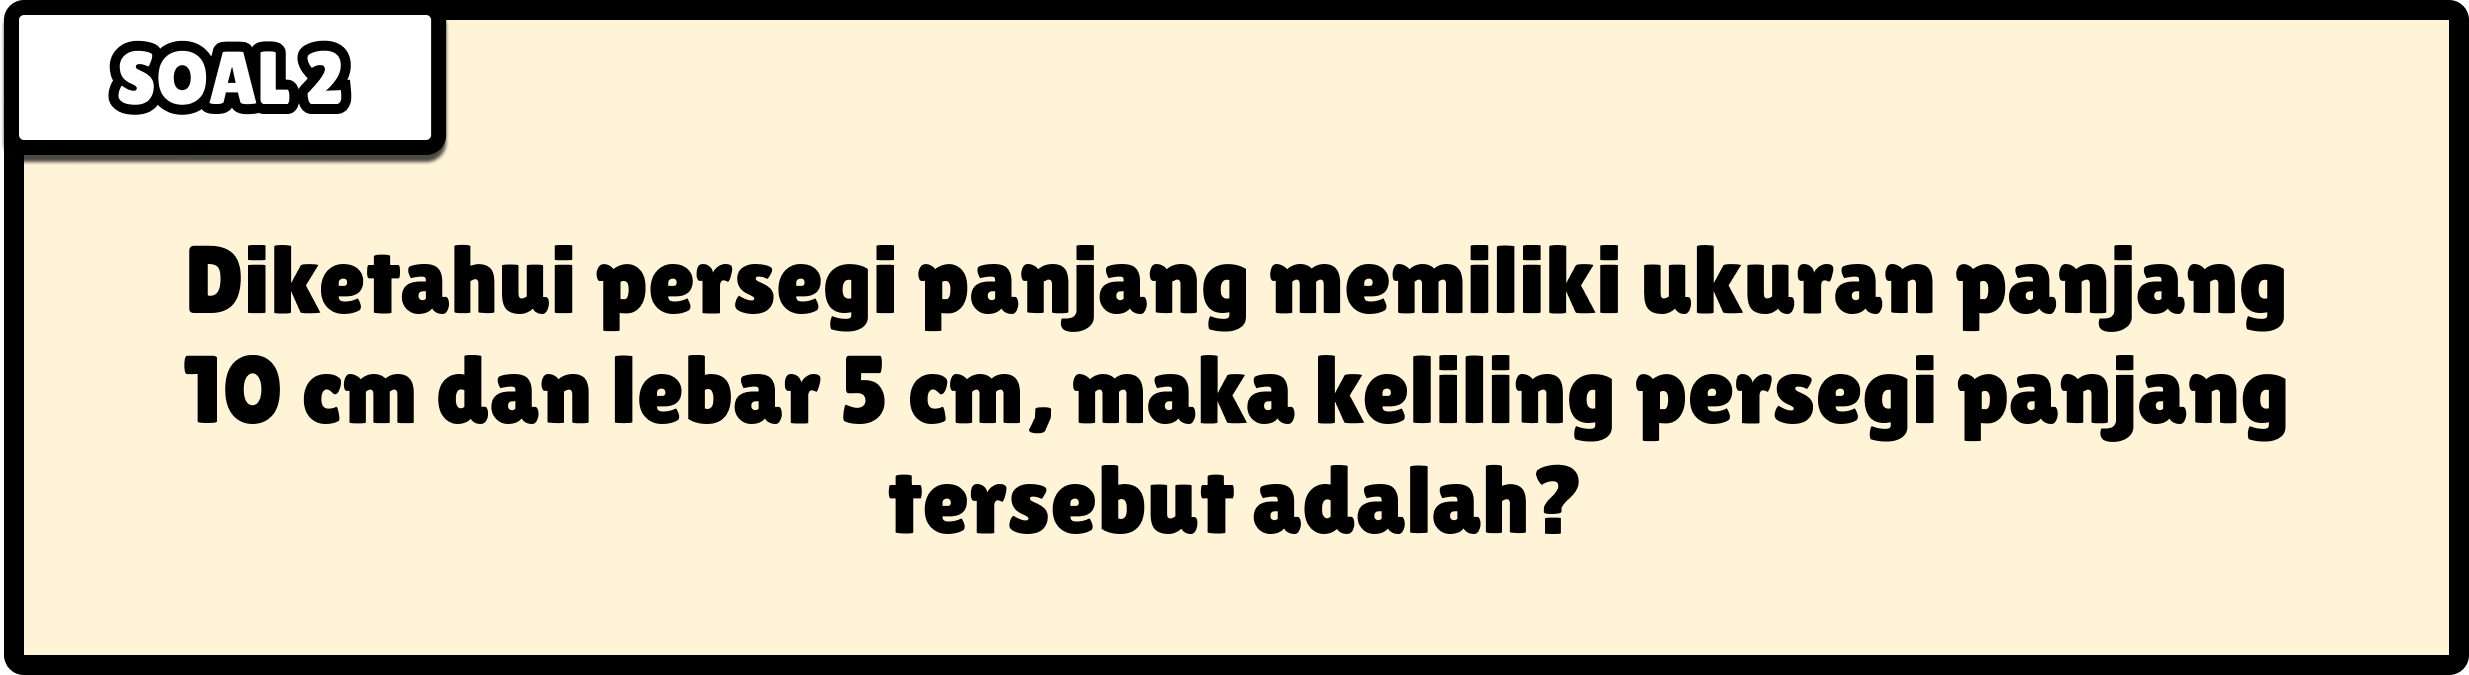 SOAL 2
Diketahui persegi panjang memiliki ukuran panjang
10 cm dan lebar 5 cm, maka keliling persegi panjang
tersebut adalah?